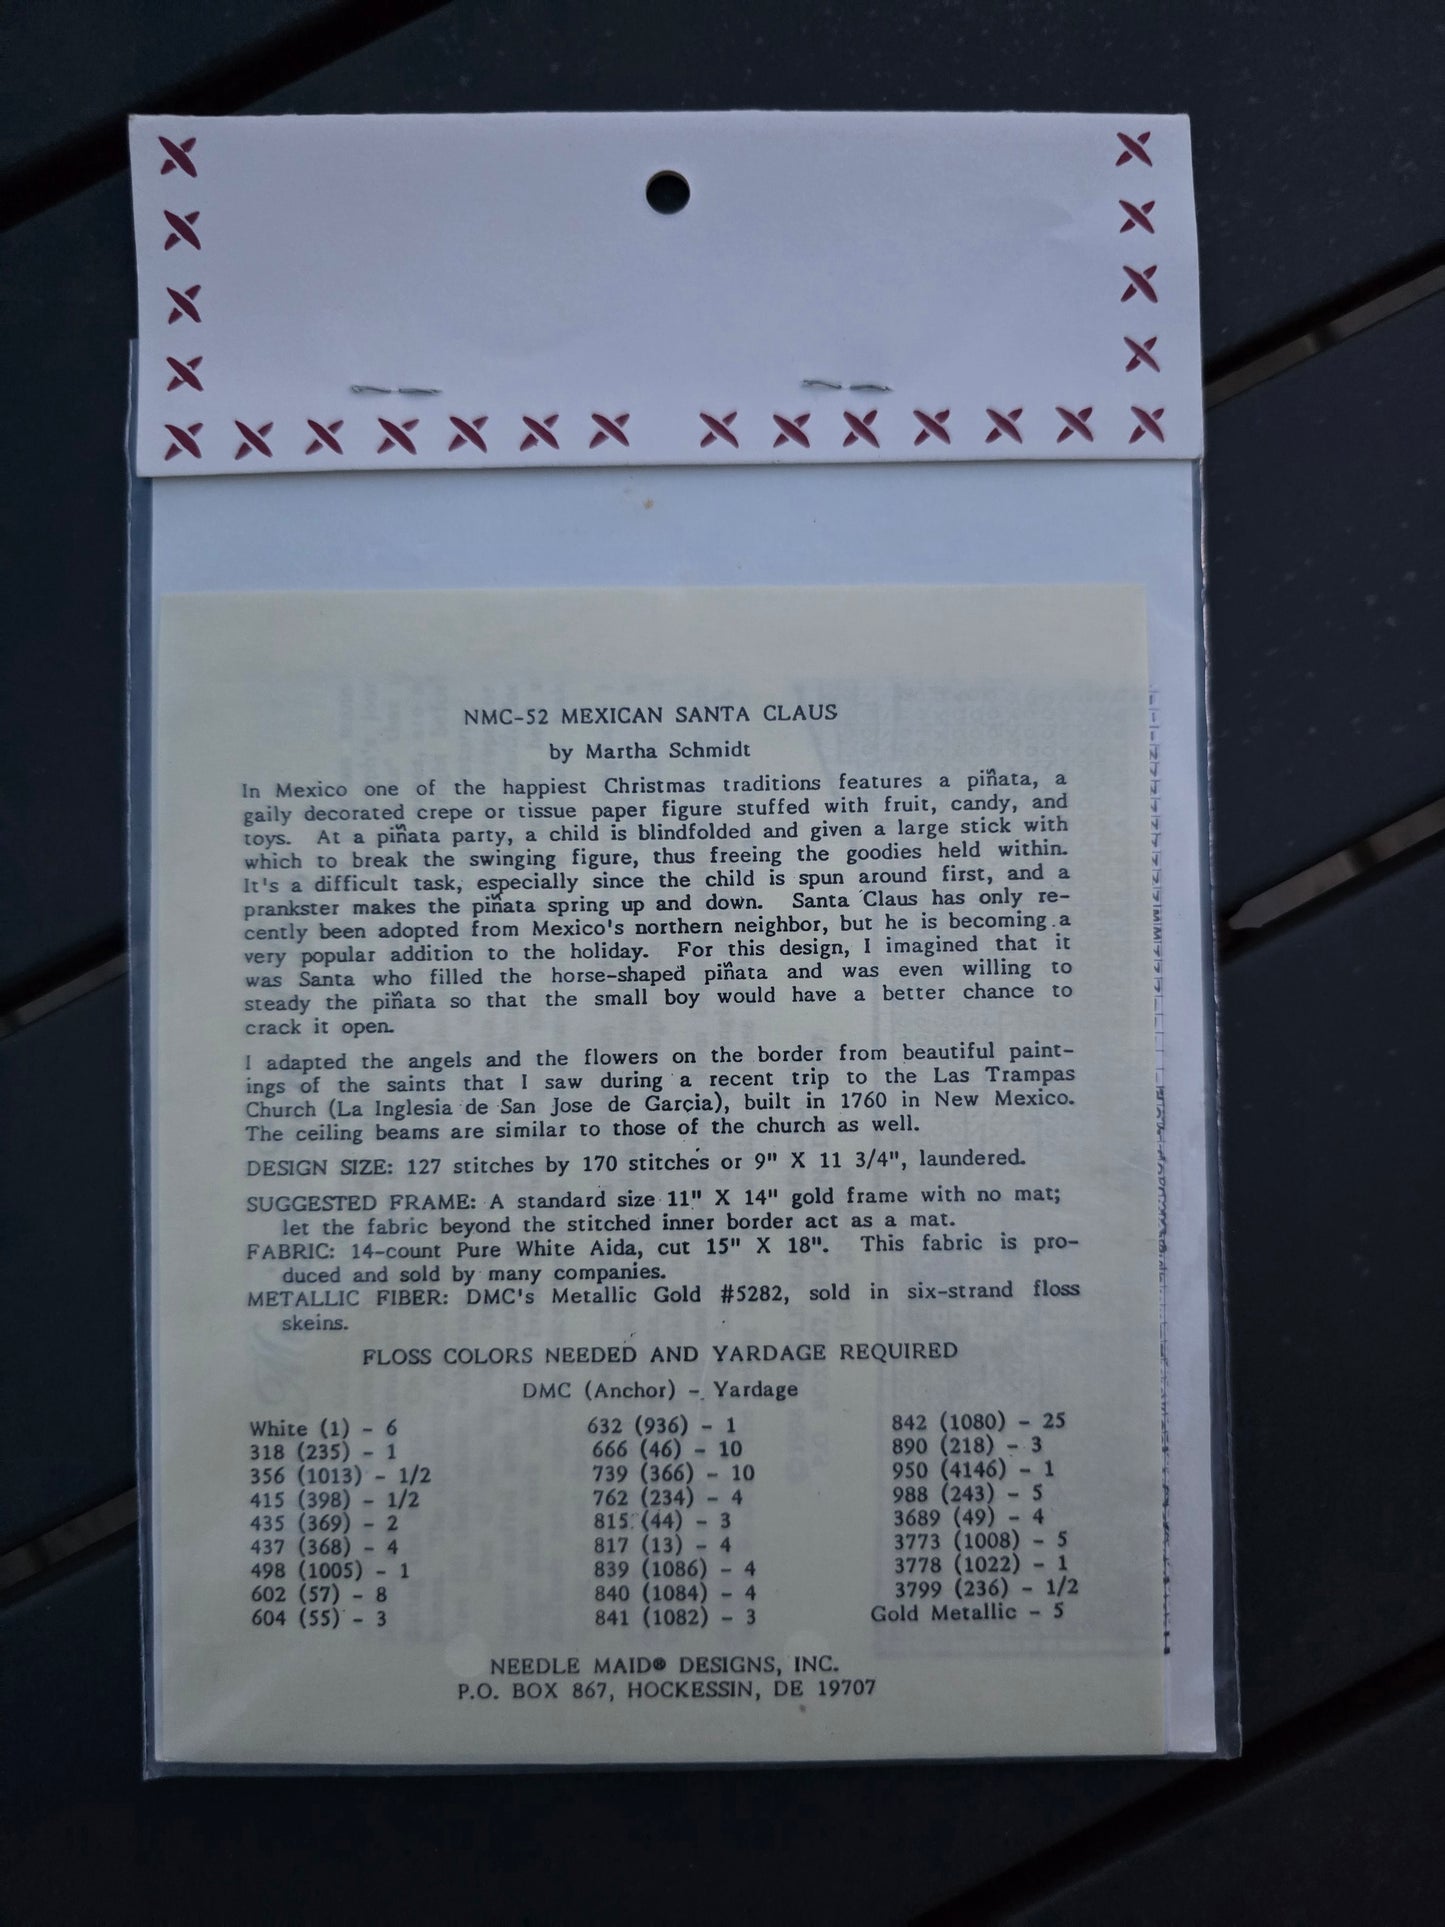 NMC-52 MEXICAN SANTA CLAUS
by Martha Schmidt
In Mexico one of the happiest Christmas traditions features a piñata, a
gaily decorated crepe or tissue paper figure stuffed with fruit, candy, and
toys. At a piñata party, a child is blindfolded and given a large stick with
which to break the swinging figure, thus freeing the goodies held within.
It's a difficult task, especially since the child is spun around first, and a
prankster makes the piñata spring up and down. Santa Claus has only re-
cently been adopted from Mexico's northern neighbor, but he is becoming a
very popular addition to the holiday. For this design, I imagined that it
was Santa who filled the horse-shaped piñata and was even willing to
steady the piñata so that the small boy would have a better chance to
crack it open.
I adapted the angels and the flowers on the border from beautiful paint-
ings of the saints that I saw during a recent trip to the Las Trampas
Church (La Inglesia de San Jose de Garçia), built in 1760 in New Mexico.
The ceiling beams are similar to those of the church as well.
DESIGN SIZE: 127 stitches by 170 stitches or 9" X 11 3/4", laundered.
SUGGESTED FRAME: A standard size 11" X 14" gold frame with no mat;
let the fabric beyond the stitched inner border act as a mat.
FABRIC: 14-count Pure White Aida, cut 15" X 18". This fabric is pro-
duced and sold by many companies.
METALLIC FIBER: DMC's Metallic Gold #5282, sold in six-strand floss
skeins.
FLOSS COLORS NEEDED AND YARDAGE REQUIRED
DMC (Anchor) - Yardage
White (1) - 6
318 (235) - 1
356 (1013) - 1/2
415 (398) - 1/2
435 (369) - 2
437 (368) - 4
498 (1005) - 1
602 (57) - 8
604 (55) - 3
632 (936) - 1
666 (46) - 10
739 (366) - 10
762 (234) - 4
815 (44) - 3
817 (13) - 4
839 (1086) - 4
840 (1084) - 4
841 (1082) - 3
842 (1080) - 25
890 (218) - 3
950 (4146) - 1
988 (243) - 5
3689 (49) - 4
3773 (1008) - 5
3778 (1022) - 1
3799 (236) - 1/2
Gold Metallic - 5
NEEDLE MAID® DESIGNS, INC.
P.O. BOX 867, HOCKESSIN, DE 19707